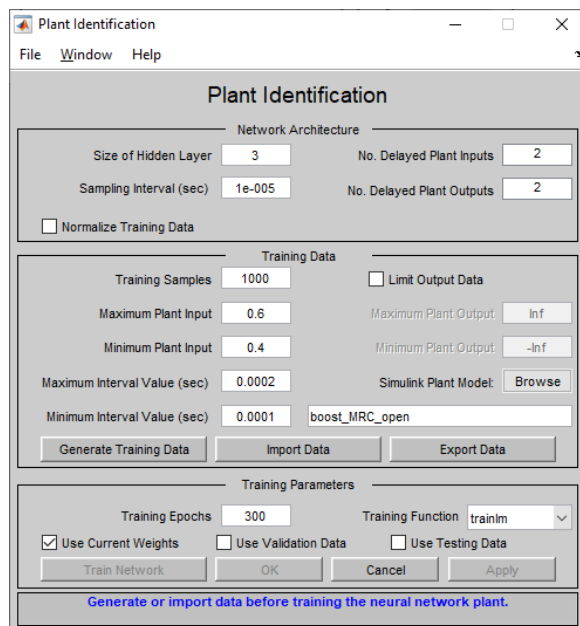 Plant Identification
File Window Help
Plant Identification
Network Architecture
Size of Hidden Layer 3 No. Delayed Plant Inputs 2
Sampling Interval (sec) 1e-005 No. Delayed Plant Outputs 2
Normalize Training Data
Training Data
Training Samples 1000 Limit Output Data
Maximum Plant Input 0.6 Maximum Plant Output Inf
Minimum Plant Input 0.4 Minimum Plant Output -Inf
Maximum Interval Value (sec) 0.0002 Simulink Plant Model: Browse
Minimum Interval Value (sec) 0.0001 boost_MRC_open
Generate Training Data Import Data Export Data
Training Parameters
Training Epochs 300 Training Function trainlm
Use Current Weights Use Validation Data Use Testing Data
Train Network OK Cancel Apply
Generate or import data before training the neural network plant.